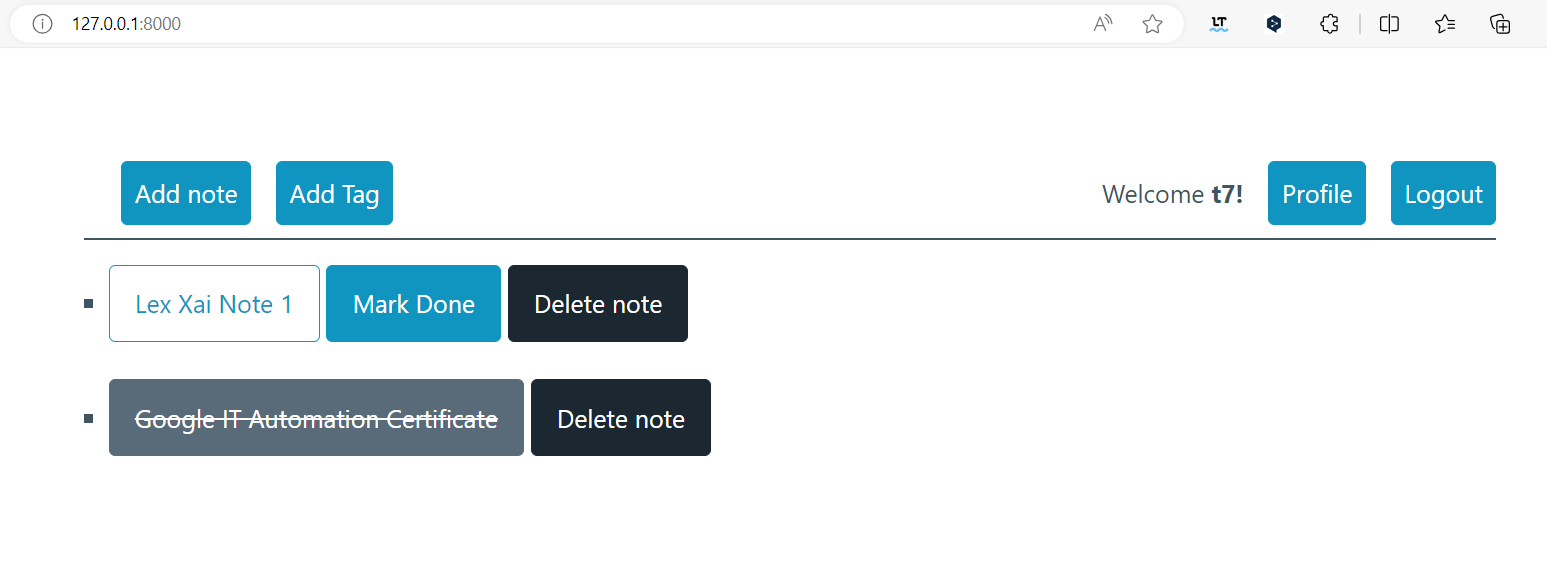 127.0.0.1:8000
Add note Add Tag Welcome t7! Profile Logout
Lex Xai Note 1 Mark Done Delete note
Google IT Automation Certificate Delete note